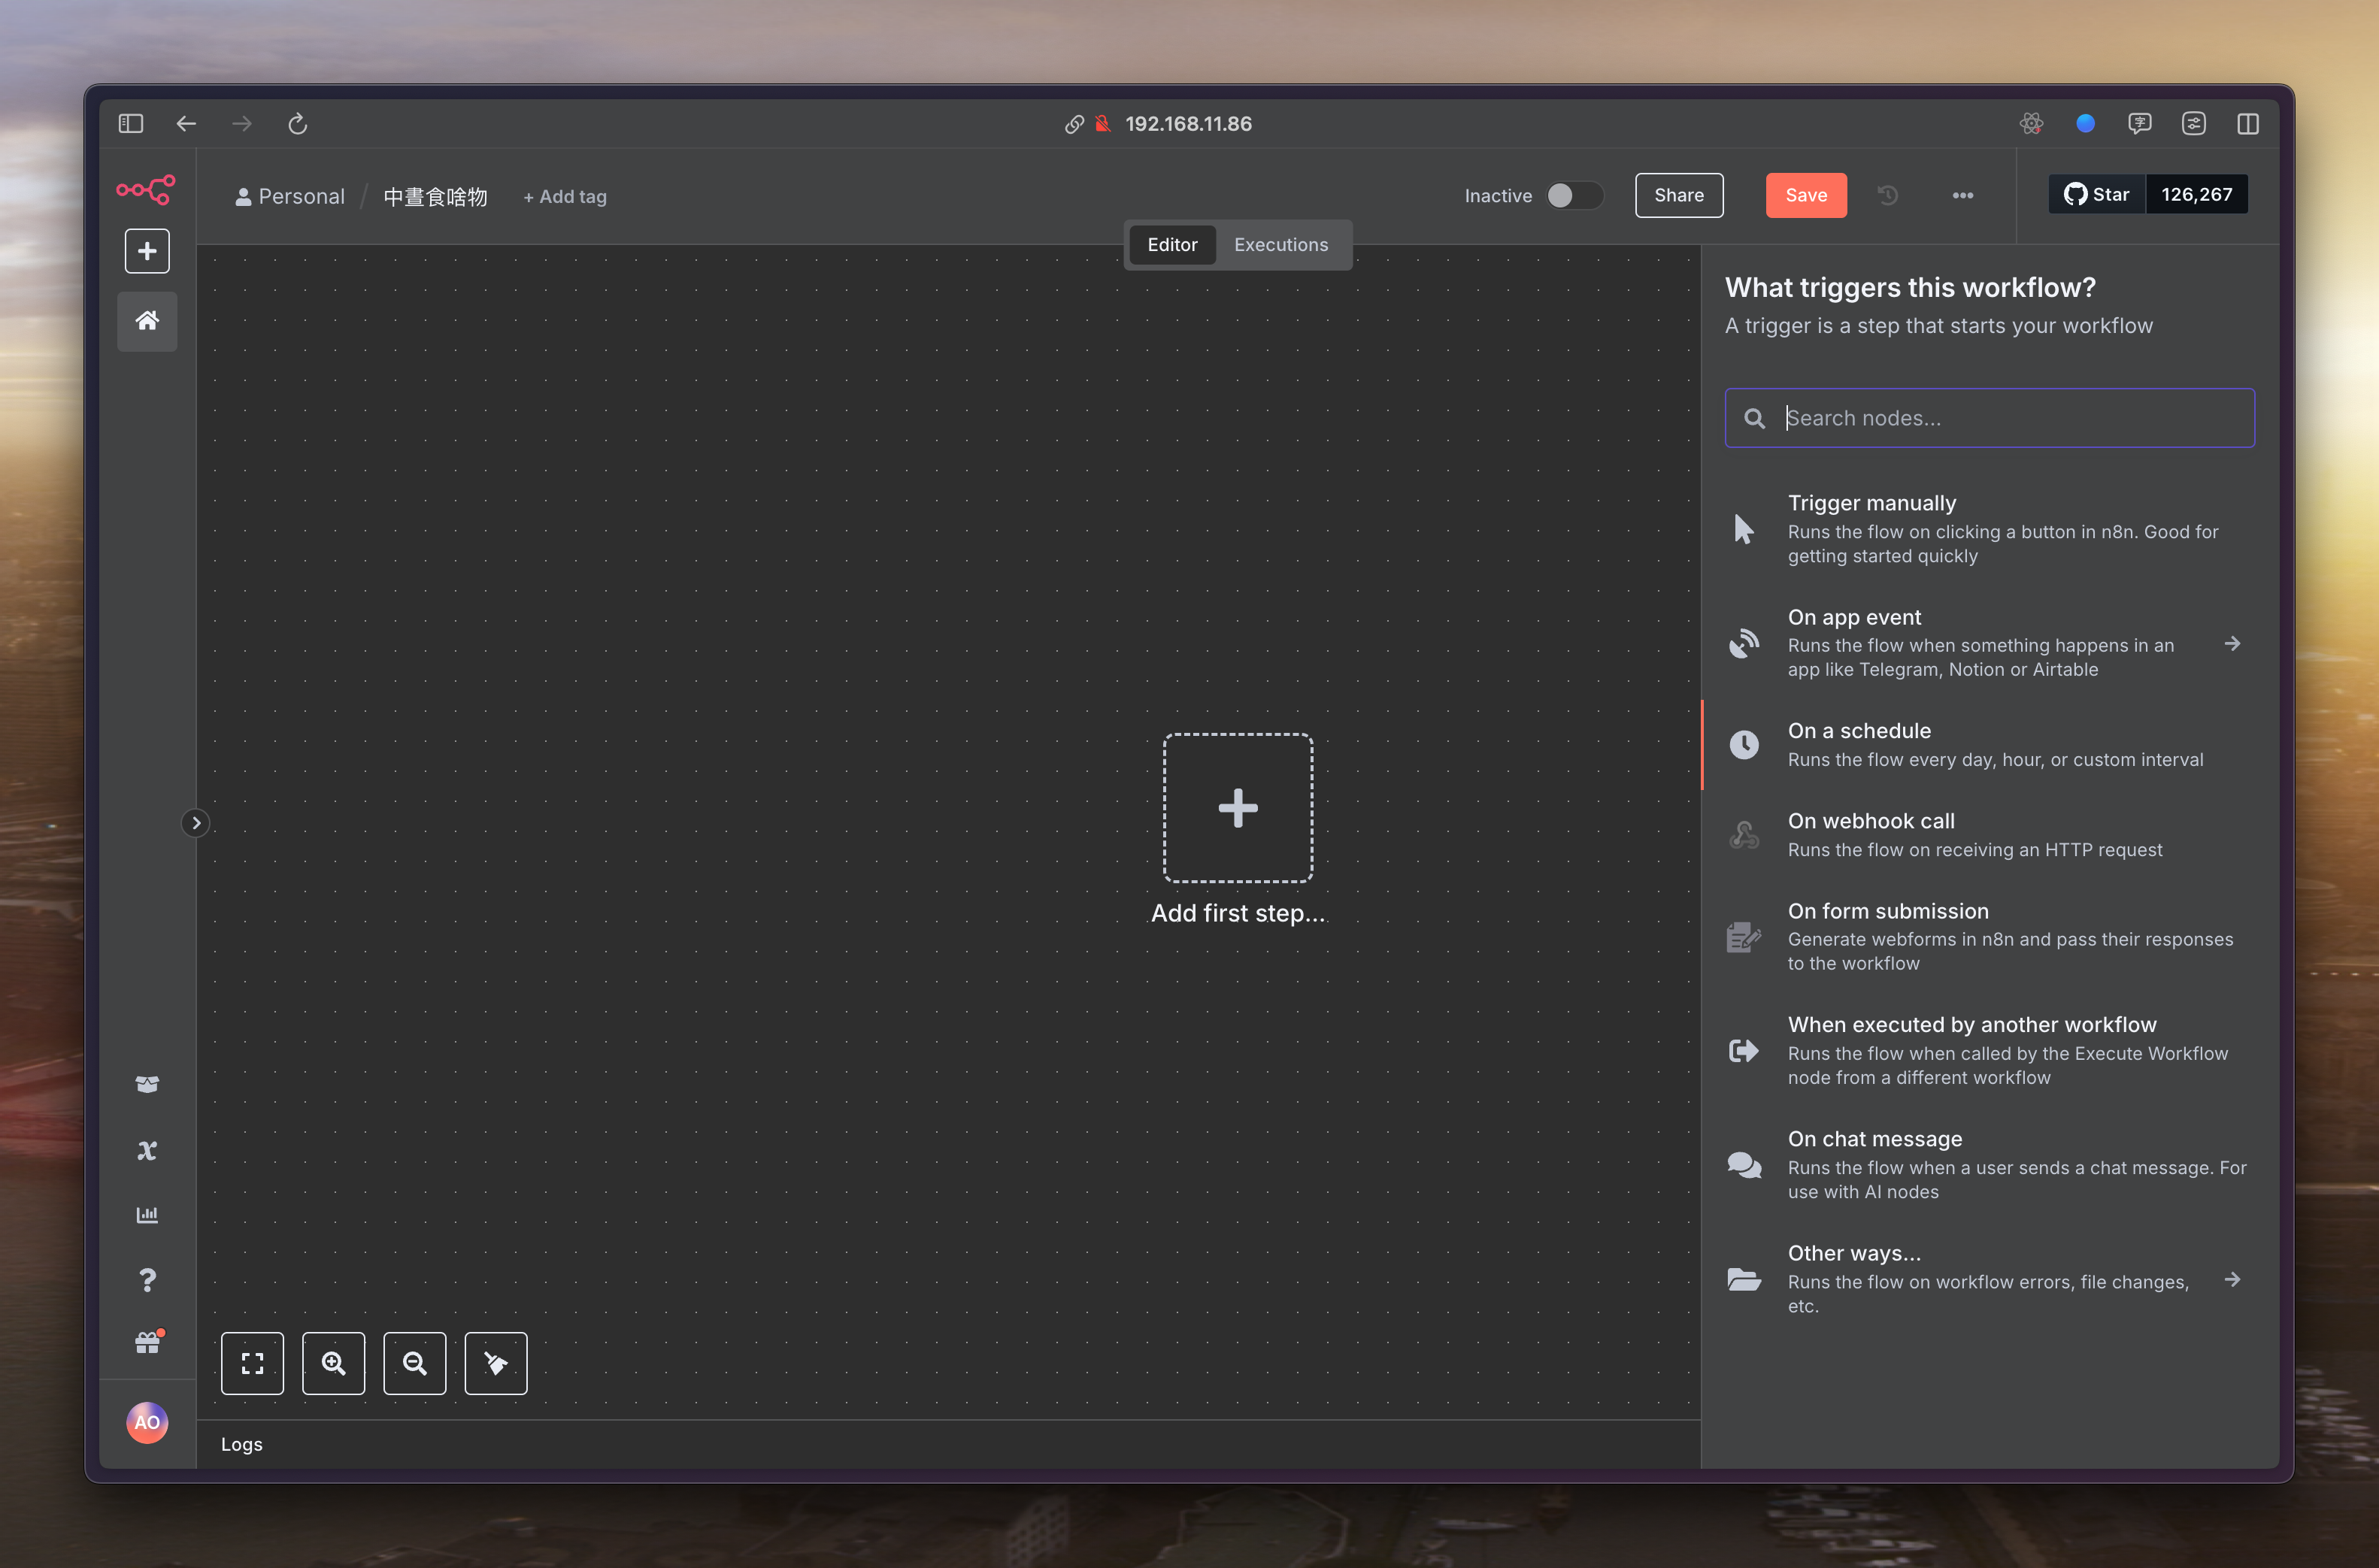 192.168.11.86
Personal / 中晝食啥物 + Add tag
Inactive
Share
Save
Star 126,267
Editor Executions
Add first step...
Logs
AO
What triggers this workflow?
A trigger is a step that starts your workflow
Search nodes...
Trigger manually
Runs the flow on clicking a button in n8n. Good for
getting started quickly
On app event
Runs the flow when something happens in an
app like Telegram, Notion or Airtable
On a schedule
Runs the flow every day, hour, or custom interval
On webhook call
Runs the flow on receiving an HTTP request
On form submission
Generate webforms in n8n and pass their responses
to the workflow
When executed by another workflow
Runs the flow when called by the Execute Workflow
node from a different workflow
On chat message
Runs the flow when a user sends a chat message. For
use with AI nodes
Other ways...
Runs the flow on workflow errors, file changes,
etc.